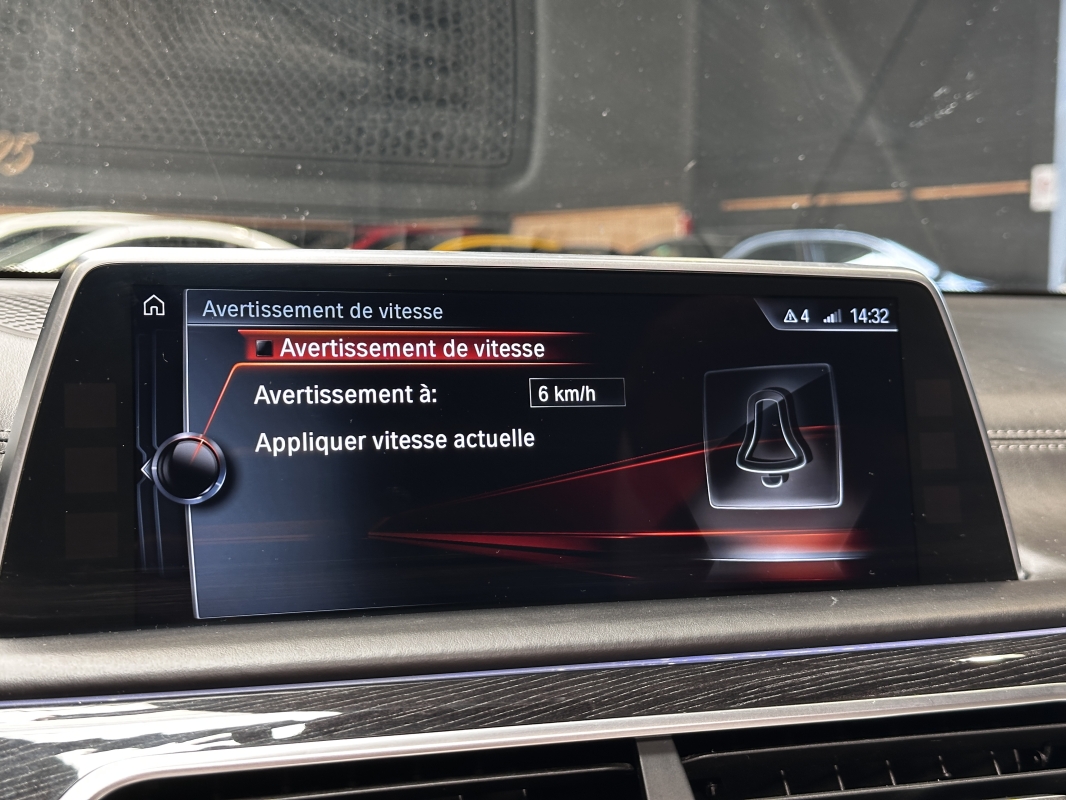 Avertissement de vitesse
4 14:32
Avertissement de vitesse
Avertissement à: 6 km/h
Appliquer vitesse actuelle